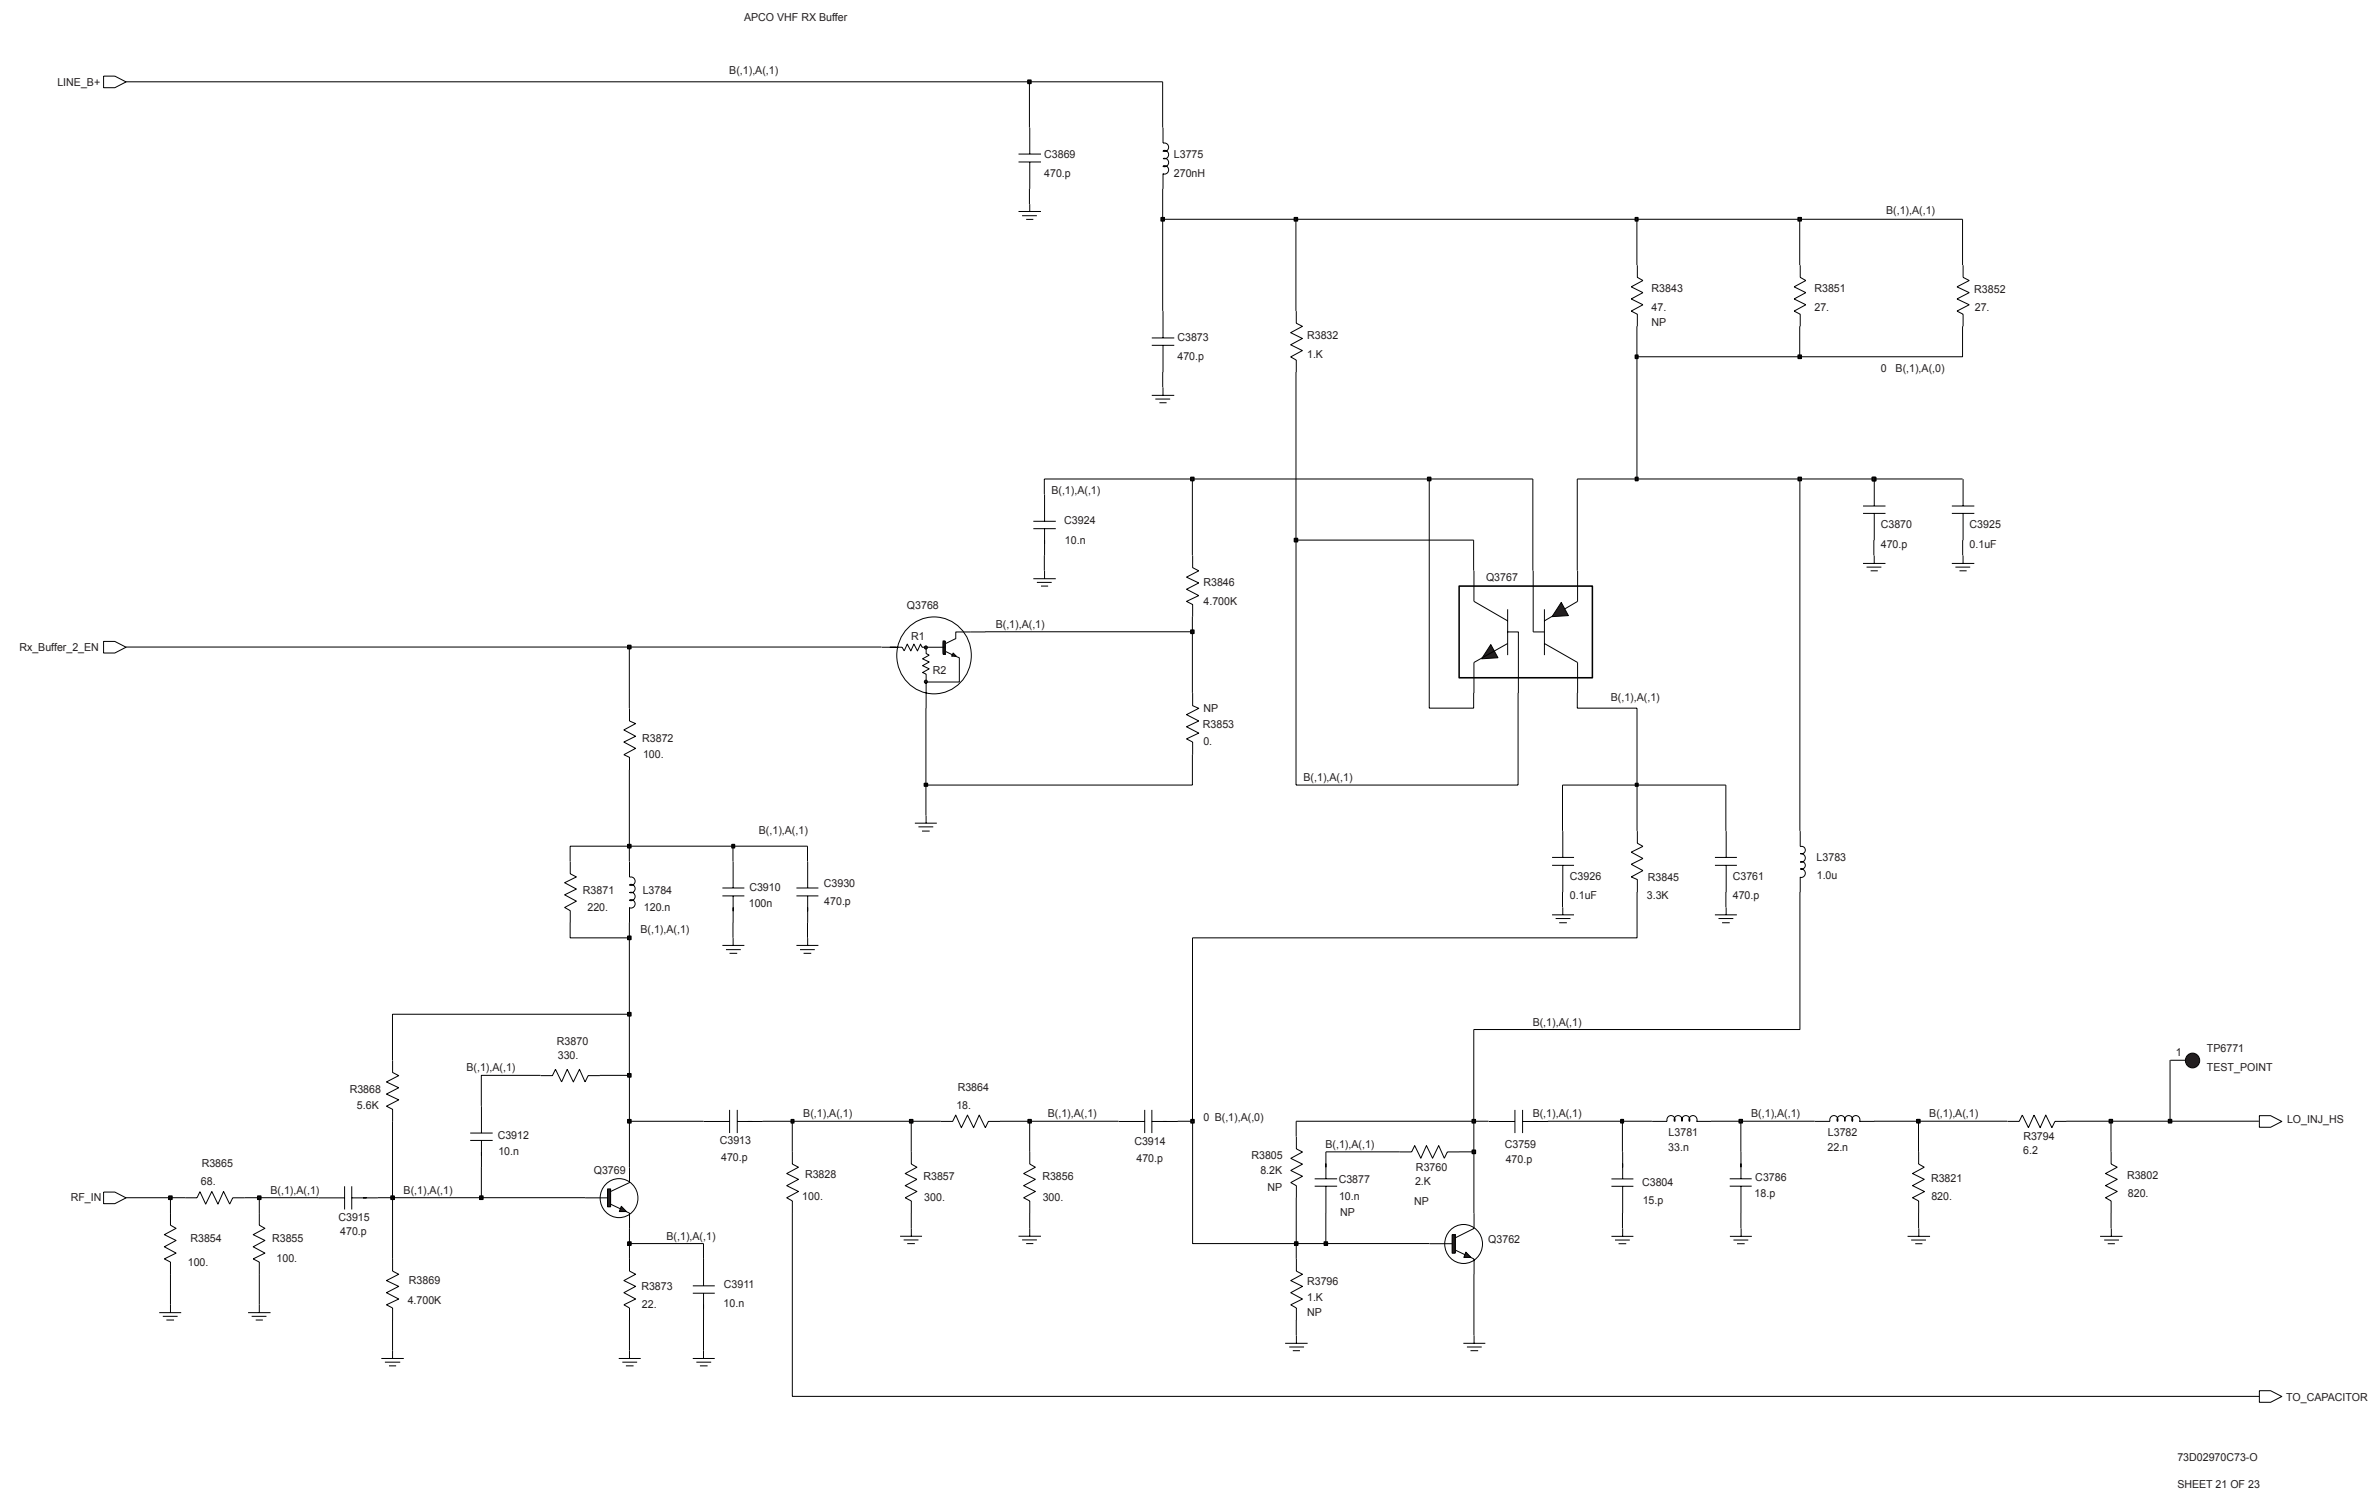 APCO VHF RX Buffer
LINE_B+
B(,1),A(,1)
C3869
470.p
L3775
270nH
B(,1),A(,1)
R3843
47.
NP
R3851
27.
R3852
27.
C3873
470.p
R3832
1.K
0 B(,1),A(,0)
B(,1),A(,1)
C3924
10.n
C3870
470.p
C3925
0.1uF
Q3767
R3846
4.700K
Q3768
R1
R2
B(,1),A(,1)
Rx_Buffer_2_EN
NP
R3853
0.
B(,1),A(,1)
R3872
100.
B(,1),A(,1)
B(,1),A(,1)
R3871
220.
L3784
120.n
C3910
100n
C3930
470.p
B(,1),A(,1)
C3926
0.1uF
R3845
3.3K
C3761
470.p
L3783
1.0u
B(,1),A(,1)
R3870
330.
B(,1),A(,1)
R3868
5.6K
C3912
10.n
C3913
470.p
B(,1),A(,1)
R3864
18.
B(,1),A(,1)
C3914
470.p
0 B(,1),A(,0)
B(,1),A(,1)
R3805
8.2K
NP
C3877
10.n
NP
R3760
2.K
NP
C3759
470.p
B(,1),A(,1)
L3781
33.n
B(,1),A(,1)
L3782
22.n
B(,1),A(,1)
R3794
6.2
1
TP6771
TEST_POINT
LO_INJ_HS
RF_IN
R3865
68.
B(,1),A(,1)
C3915
470.p
B(,1),A(,1)
Q3769
R3854
100.
R3855
100.
R3869
4.700K
B(,1),A(,1)
R3873
22.
C3911
10.n
R3828
100.
R3857
300.
R3856
300.
Q3762
R3796
1.K
NP
C3804
15.p
C3786
18.p
R3821
820.
R3802
820.
TO_CAPACITOR
73D02970C73-O
SHEET 21 OF 23